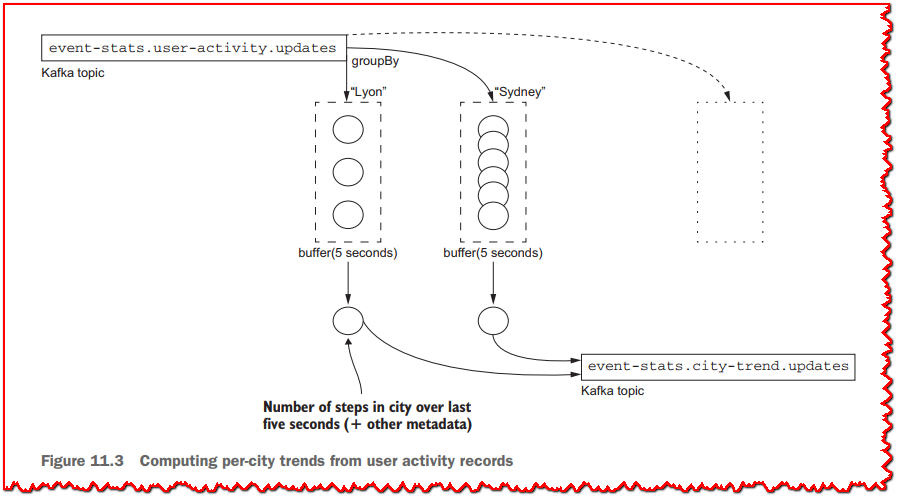 event-stats.user-activity.updates
Kafka topic
groupBy
“Lyon”
“Sydney”
buffer(5 seconds)
buffer(5 seconds)
event-stats.city-trend.updates
Kafka topic
Number of steps in city over last
five seconds (+ other metadata)
Figure 11.3 Computing per-city trends from user activity records